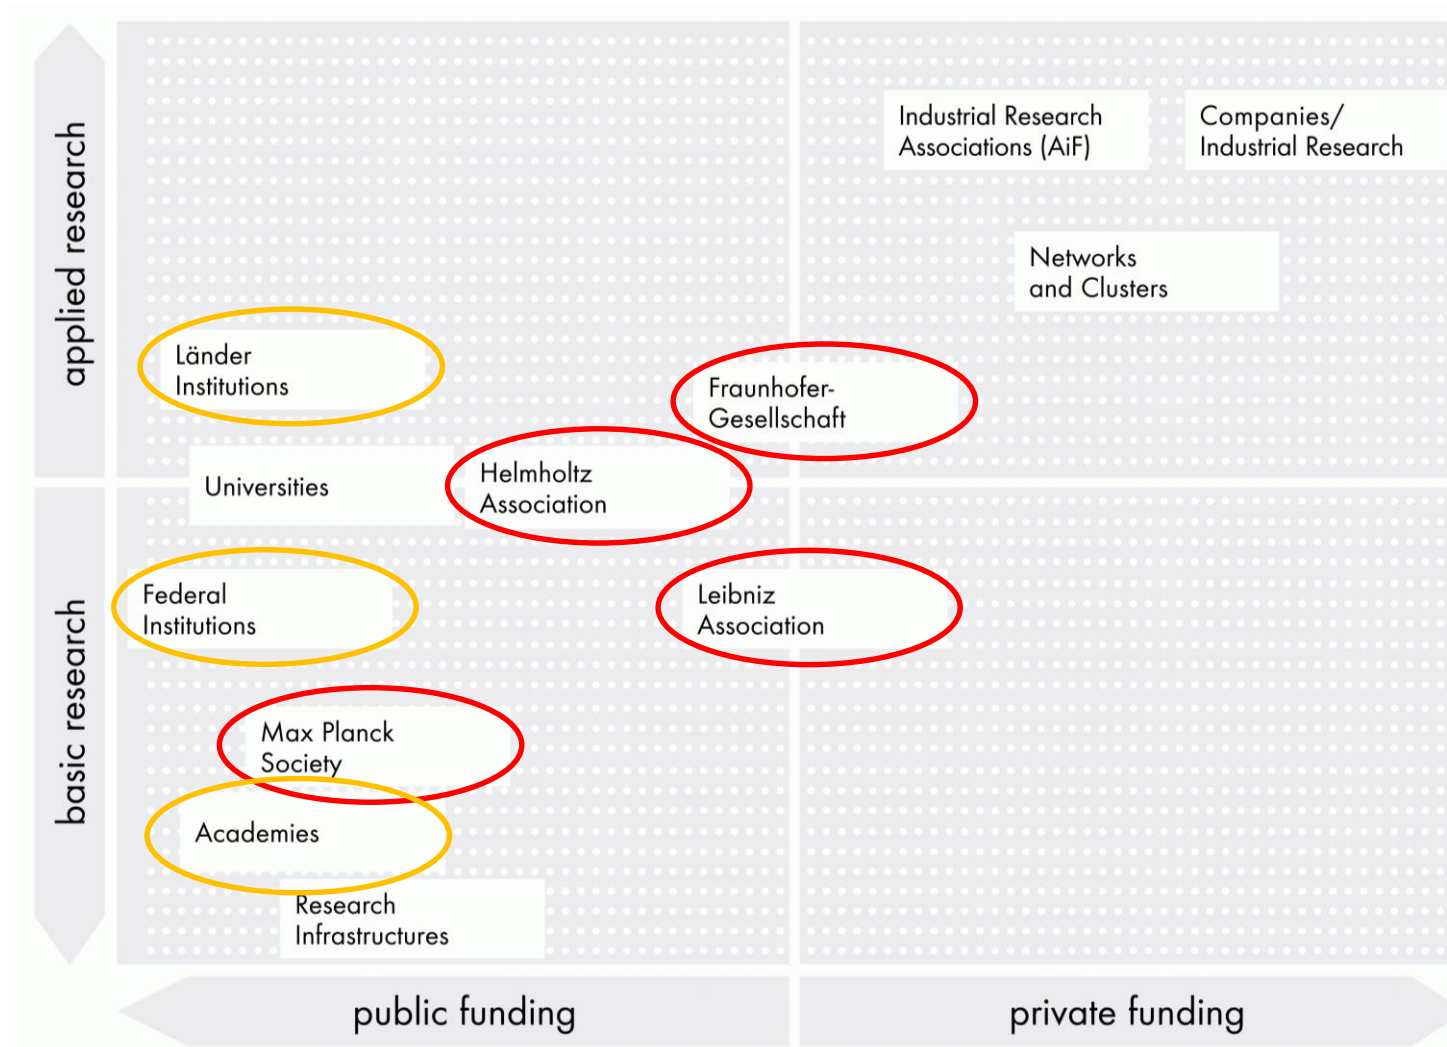 applied research
basic research
Industrial Research
Associations (AiF)
Companies/
Industrial Research
Networks
and Clusters
Länder
Institutions
Fraunhofer-
Gesellschaft
Universities
Helmholtz
Association
Federal
Institutions
Leibniz
Association
Max Planck
Society
Academies
Research
Infrastructures
public funding
private funding